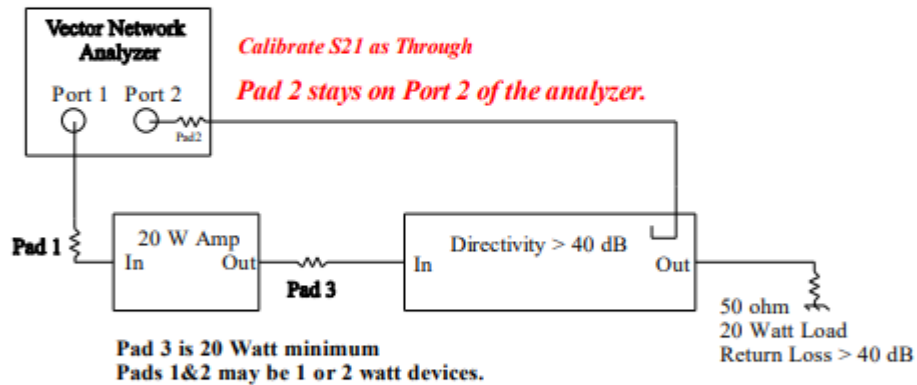 Vector Network
Analyzer
Port 1 Port 2
Pad2
Calibrate S21 as Through
Pad 2 stays on Port 2 of the analyzer.
Pad 1
20 W Amp
In
Out
Pad 3
Directivity > 40 dB
In
Out
50 ohm
20 Watt Load
Return Loss > 40 dB
Pad 3 is 20 Watt minimum
Pads 1&2 may be 1 or 2 watt devices.